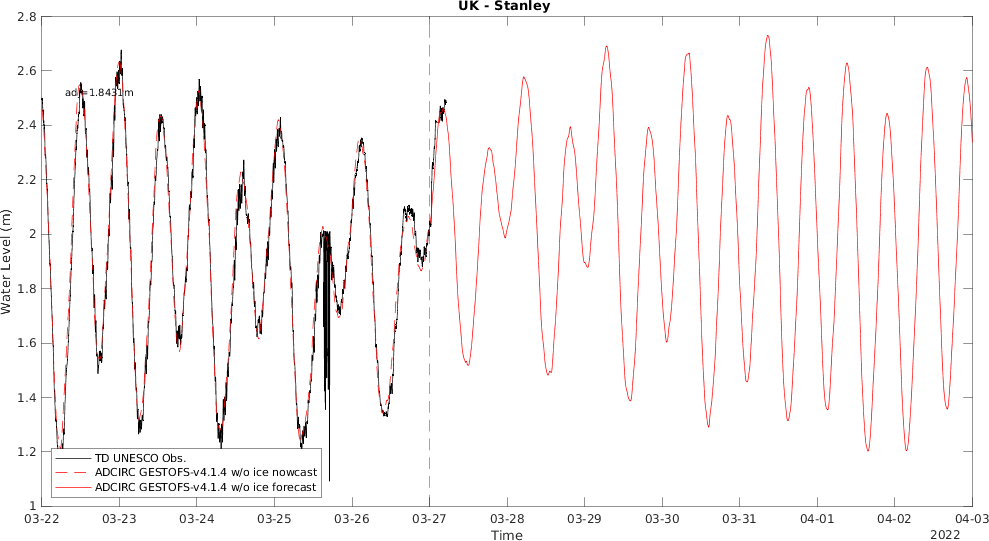 UK - Stanley
Water Level (m)
2.8
2.6
2.4
2.2
2
1.8
1.6
1.4
1.2
1
adj=1.8431m
TD UNESCO Obs.
ADCIRC GESTOFS-v4.1.4 w/o ice nowcast
ADCIRC GESTOFS-v4.1.4 w/o ice forecast
03-22 03-23 03-24 03-25 03-26 03-27 03-28 03-29 03-30 03-31 04-01 04-02 04-03
Time
2022